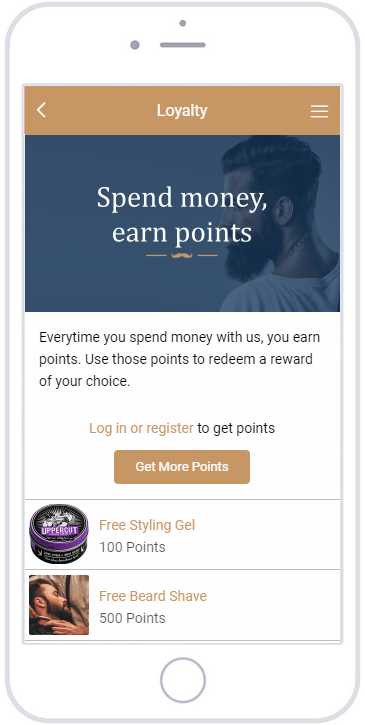 Loyalty
Spend money,
earn points
Everytime you spend money with us, you earn
points. Use those points to redeem a reward
of your choice.
Log in or register to get points
Get More Points
UPPERCUT
Free Styling Gel
100 Points
Free Beard Shave
500 Points